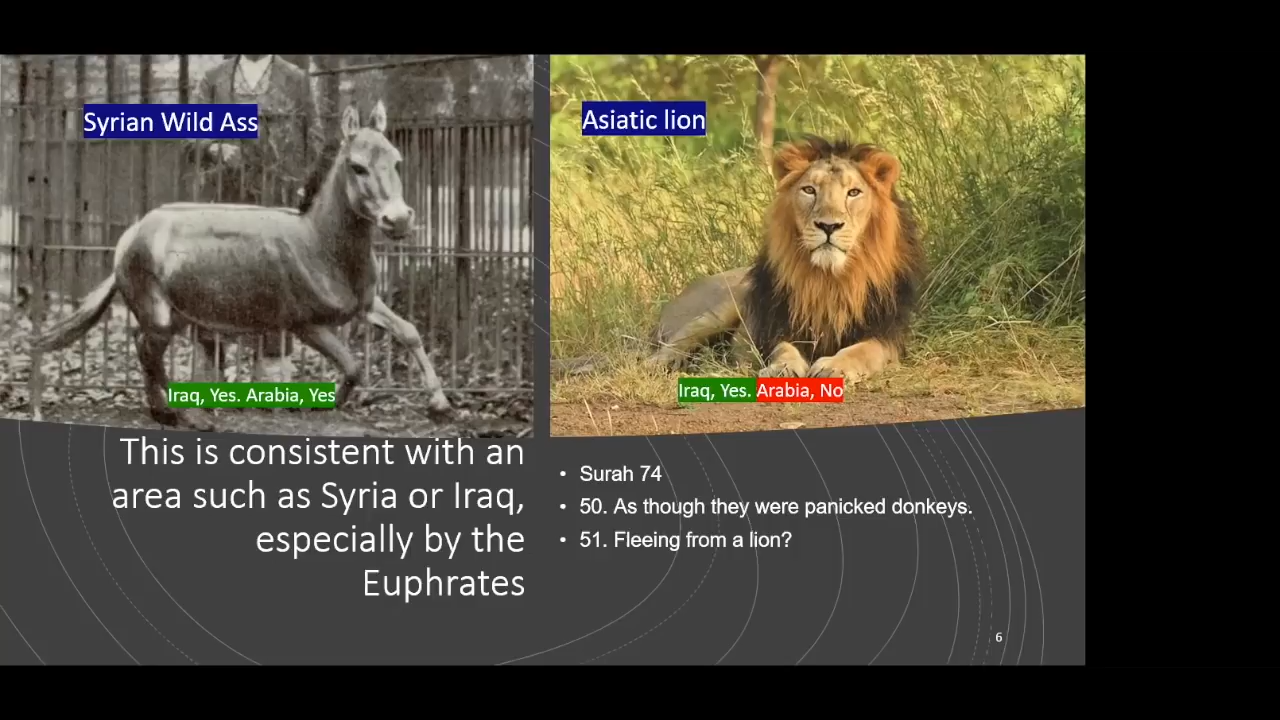 Syrian Wild Ass
Asiatic lion
Iraq, Yes. Arabia, Yes
Iraq, Yes. Arabia, No
This is consistent with an
area such as Syria or Iraq,
especially by the
Euphrates
• Surah 74
• 50. As though they were panicked donkeys.
• 51. Fleeing from a lion?
6